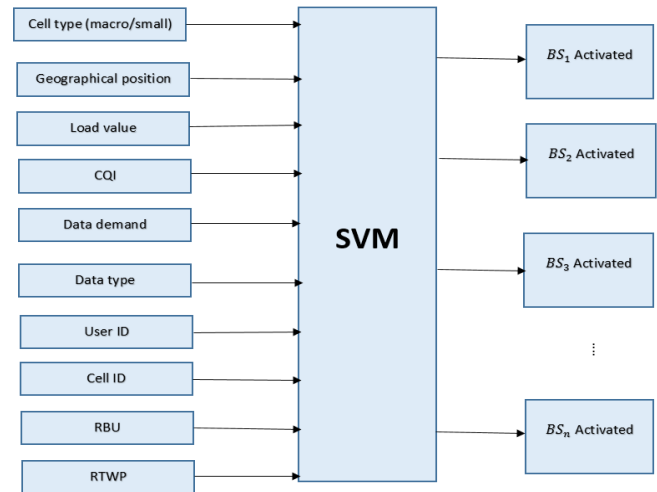 Cell type (macro/small)
Geographical position
Load value
CQI
Data demand
Data type
User ID
Cell ID
RBU
RTWP
SVM
BS₁ Activated
BS₂ Activated
BS₃ Activated
⋮
BSₙ Activated